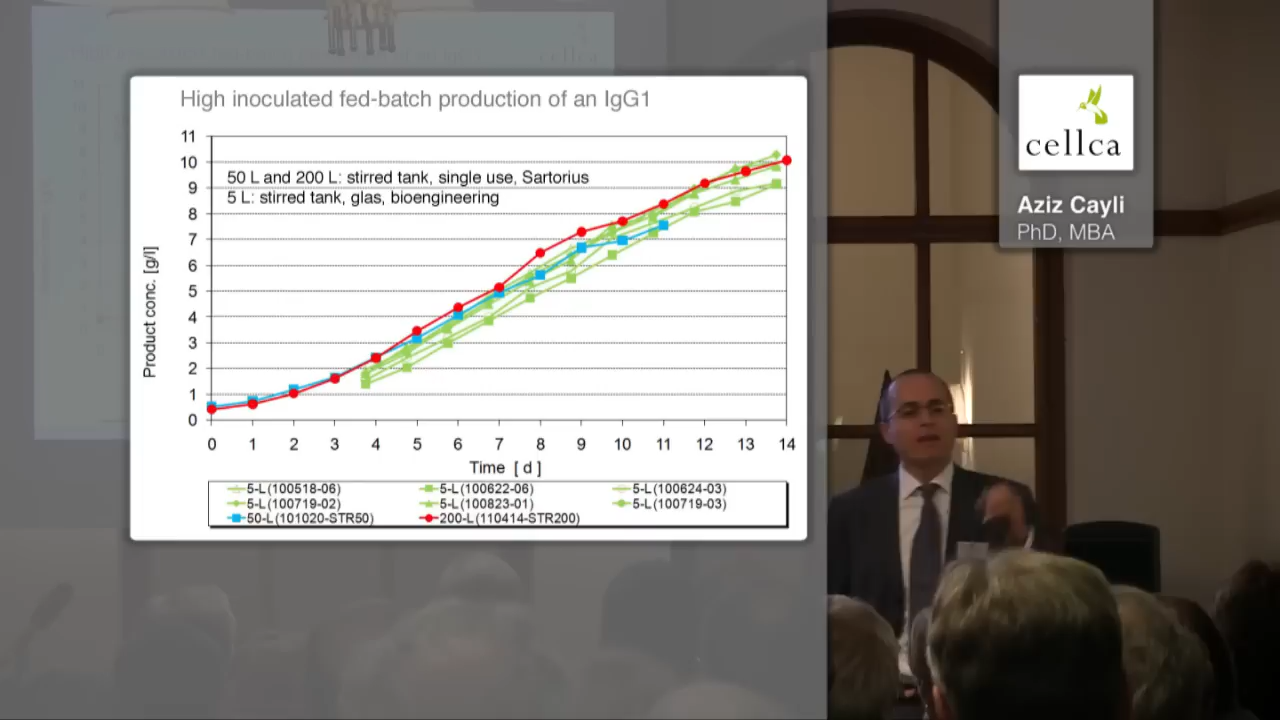 High inoculated fed-batch production of an IgG1
11
10
9
8
7
6
5
4
3
2
1
0
Product conc. [g/l]
50 L and 200 L: stirred tank, single use, Sartorius
5 L: stirred tank, glas, bioengineering
0 1 2 3 4 5 6 7 8 9 10 11 12 13 14
Time [ d ]
5-L(100518-06) 5-L(100622-06) 5-L(100624-03)
5-L(100719-02) 5-L(100823-01) 5-L(100719-03)
50-L(101020-STR50) 200-L(110414-STR200)
cellca
Aziz Cayli
PhD, MBA